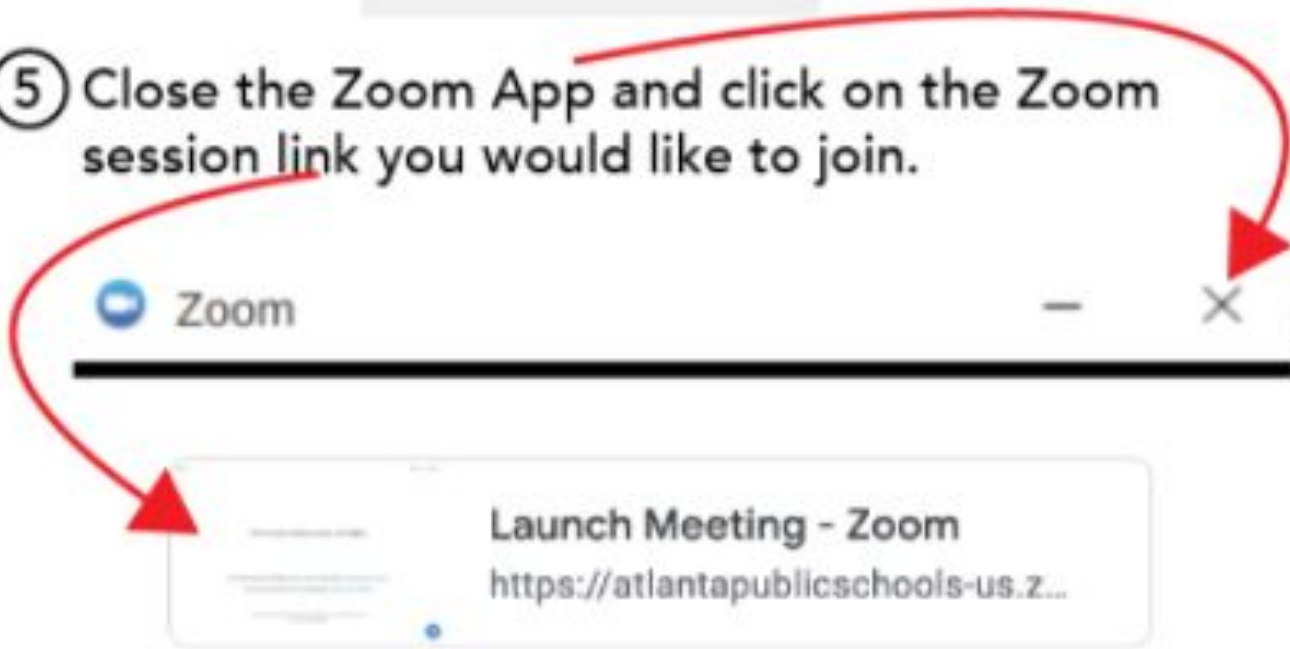 5 Close the Zoom App and click on the Zoom
session link you would like to join.
Zoom
Launch Meeting - Zoom
https://atlantapublicschools-us.z...